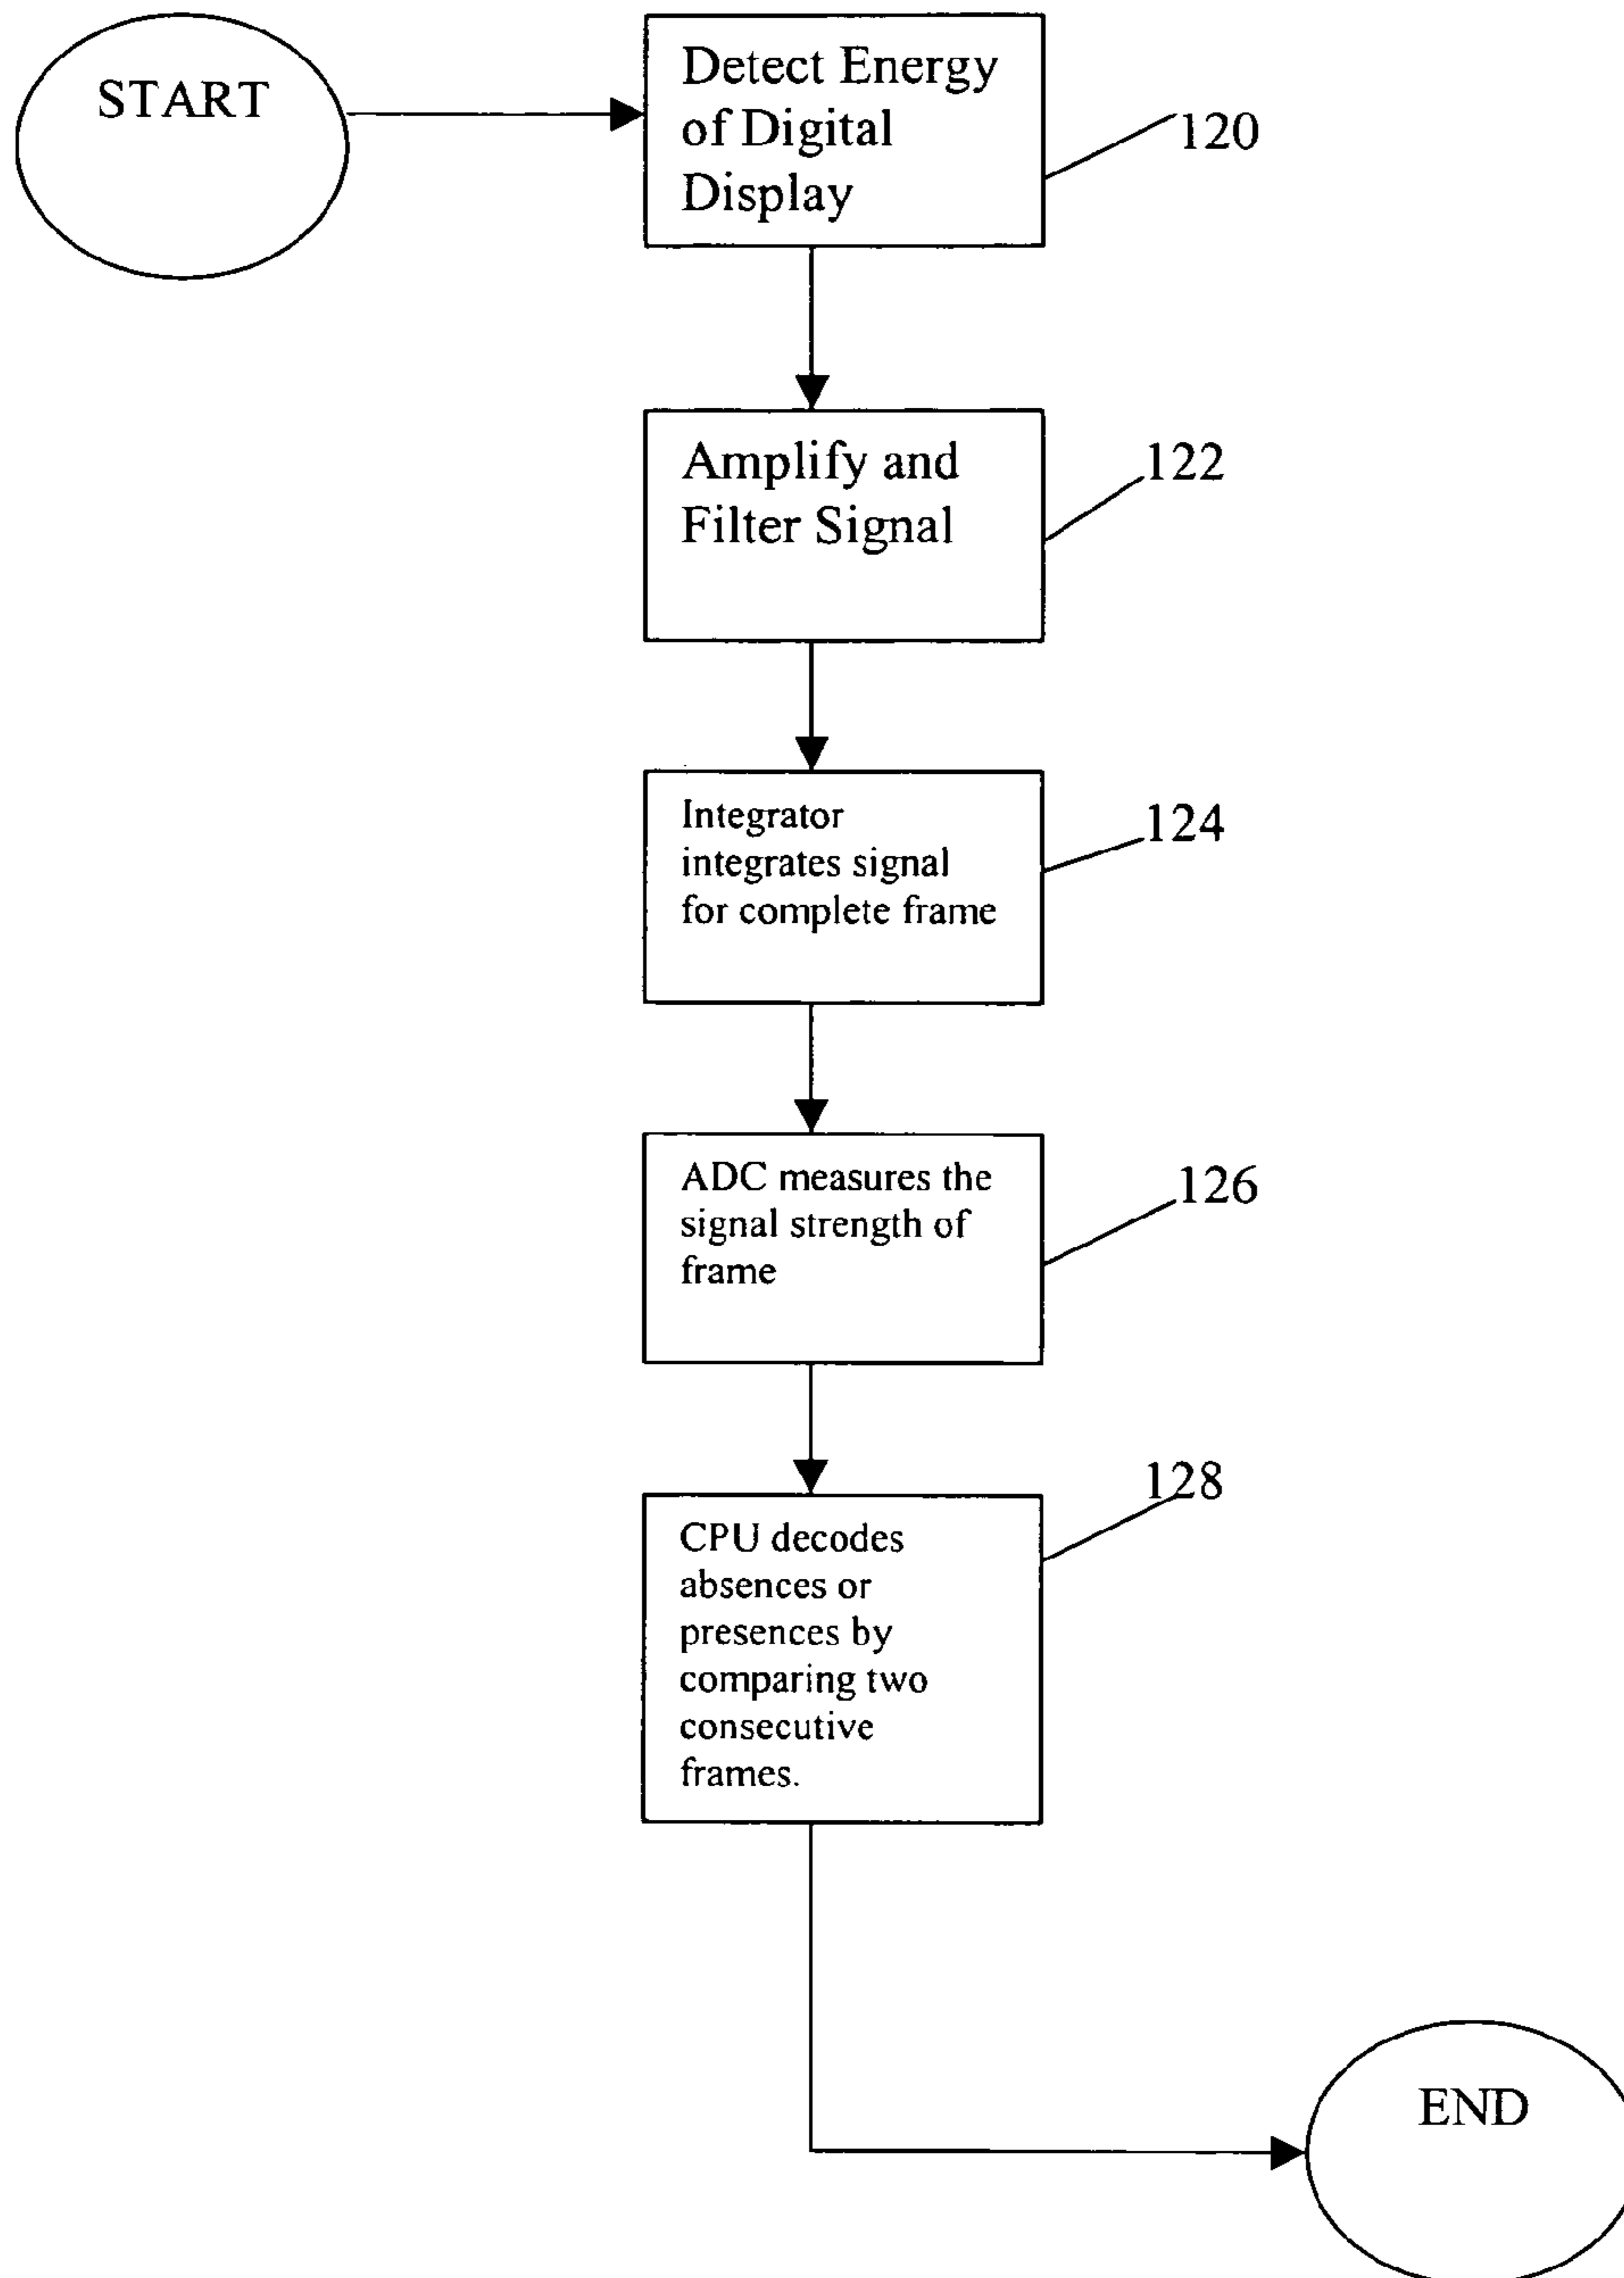 START
Detect Energy
of Digital
Display
120
Amplify and
Filter Signal
122
Integrator
integrates signal
for complete frame
124
ADC measures the
signal strength of
frame
126
CPU decodes
absences or
presences by
comparing two
consecutive
frames.
128
END